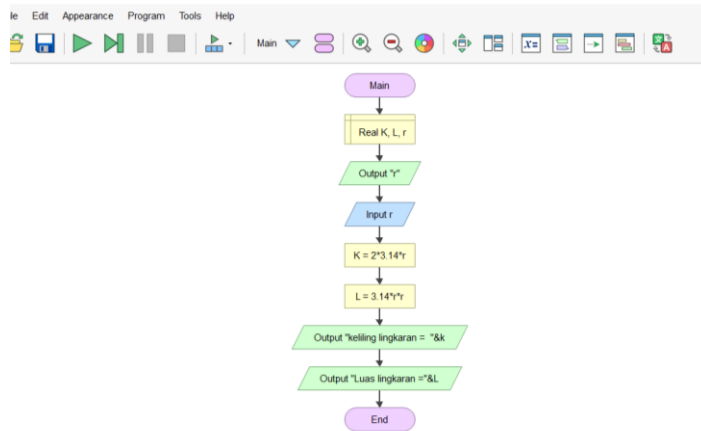 le Edit Appearance Program Tools Help
Main
x=
文
A
Main
Real K, L, r
Output "r"
Input r
K = 2*3.14*r
L = 3.14*r*r
Output "keliling lingkaran = "&k
Output "Luas lingkaran ="&L
End